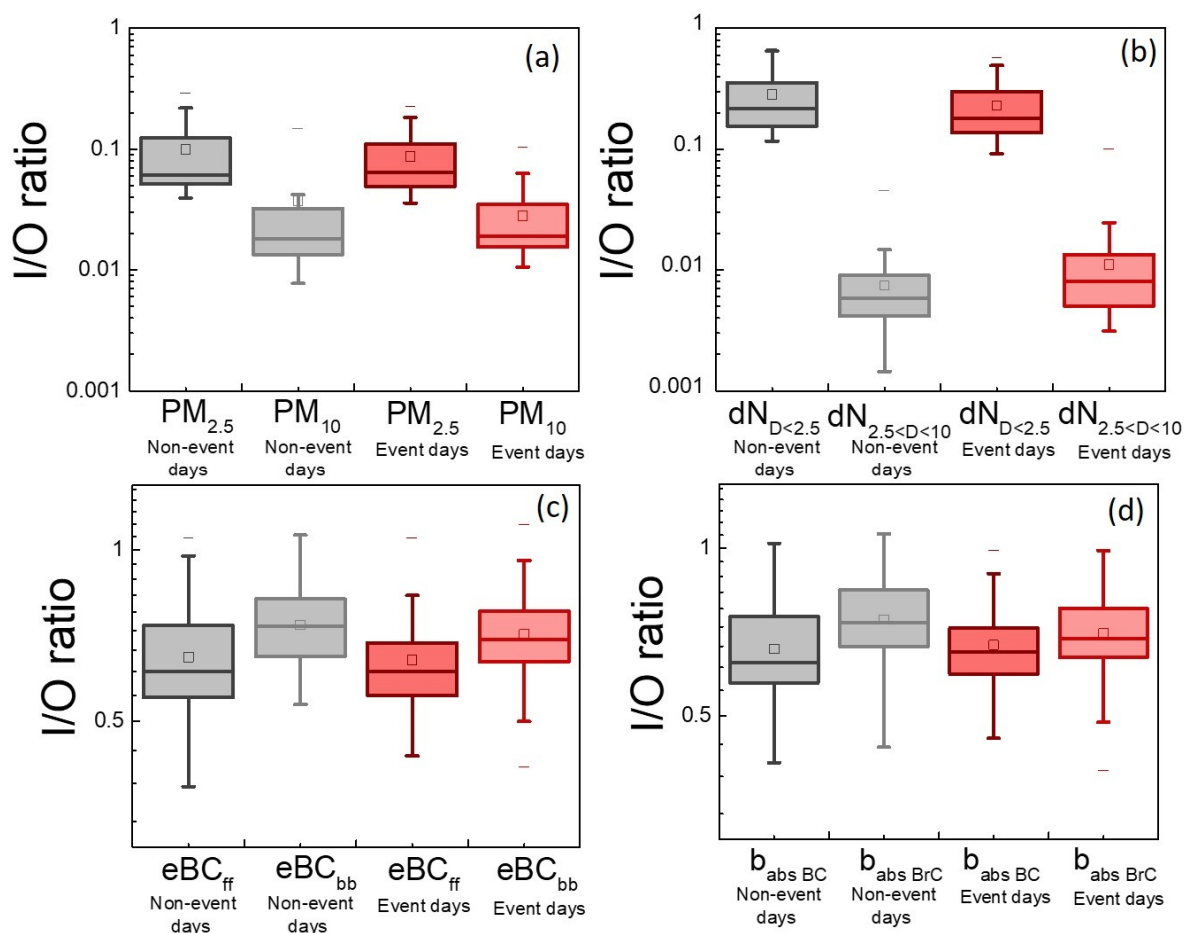 (a)
I/O ratio
1
0.1
0.01
0.001
PM2.5 PM10 PM2.5 PM10
Non-event Non-event Event days Event days
days days
(b)
I/O ratio
1
0.1
0.01
0.001
dND<2.5 dN2.5<D<10 dND<2.5 dN2.5<D<10
Non-event Non-event Event days Event days
days days
(c)
I/O ratio
1
0.5
eBCff eBCbb eBCff eBCbb
Non-event Non-event Event days Event days
days days
(d)
I/O ratio
1
0.5
babs BC babs BrC babs BC babs BrC
Non-event Non-event Event days Event days
days days